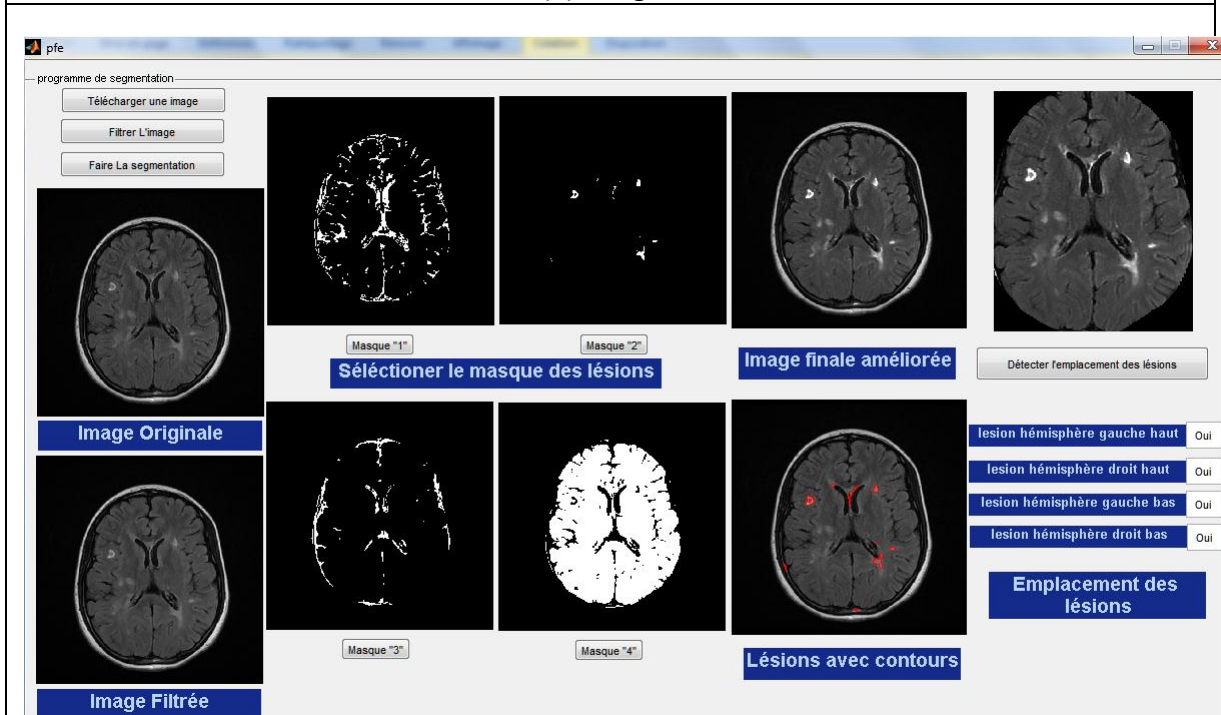 pfe
programme de segmentation
Télécharger une image
Filtrer L'image
Faire La segmentation
Image Originale
Image Filtrée
Masque "1"
Masque "2"
Séléctioner le masque des lésions
Masque "3"
Masque "4"
Image finale améliorée
Lésions avec contours
Détecter l'emplacement des lésions
lesion hémisphère gauche haut Oui
lesion hémisphère droit haut Oui
lesion hémisphère gauche bas Oui
lesion hémisphère droit bas Oui
Emplacement des
lésions